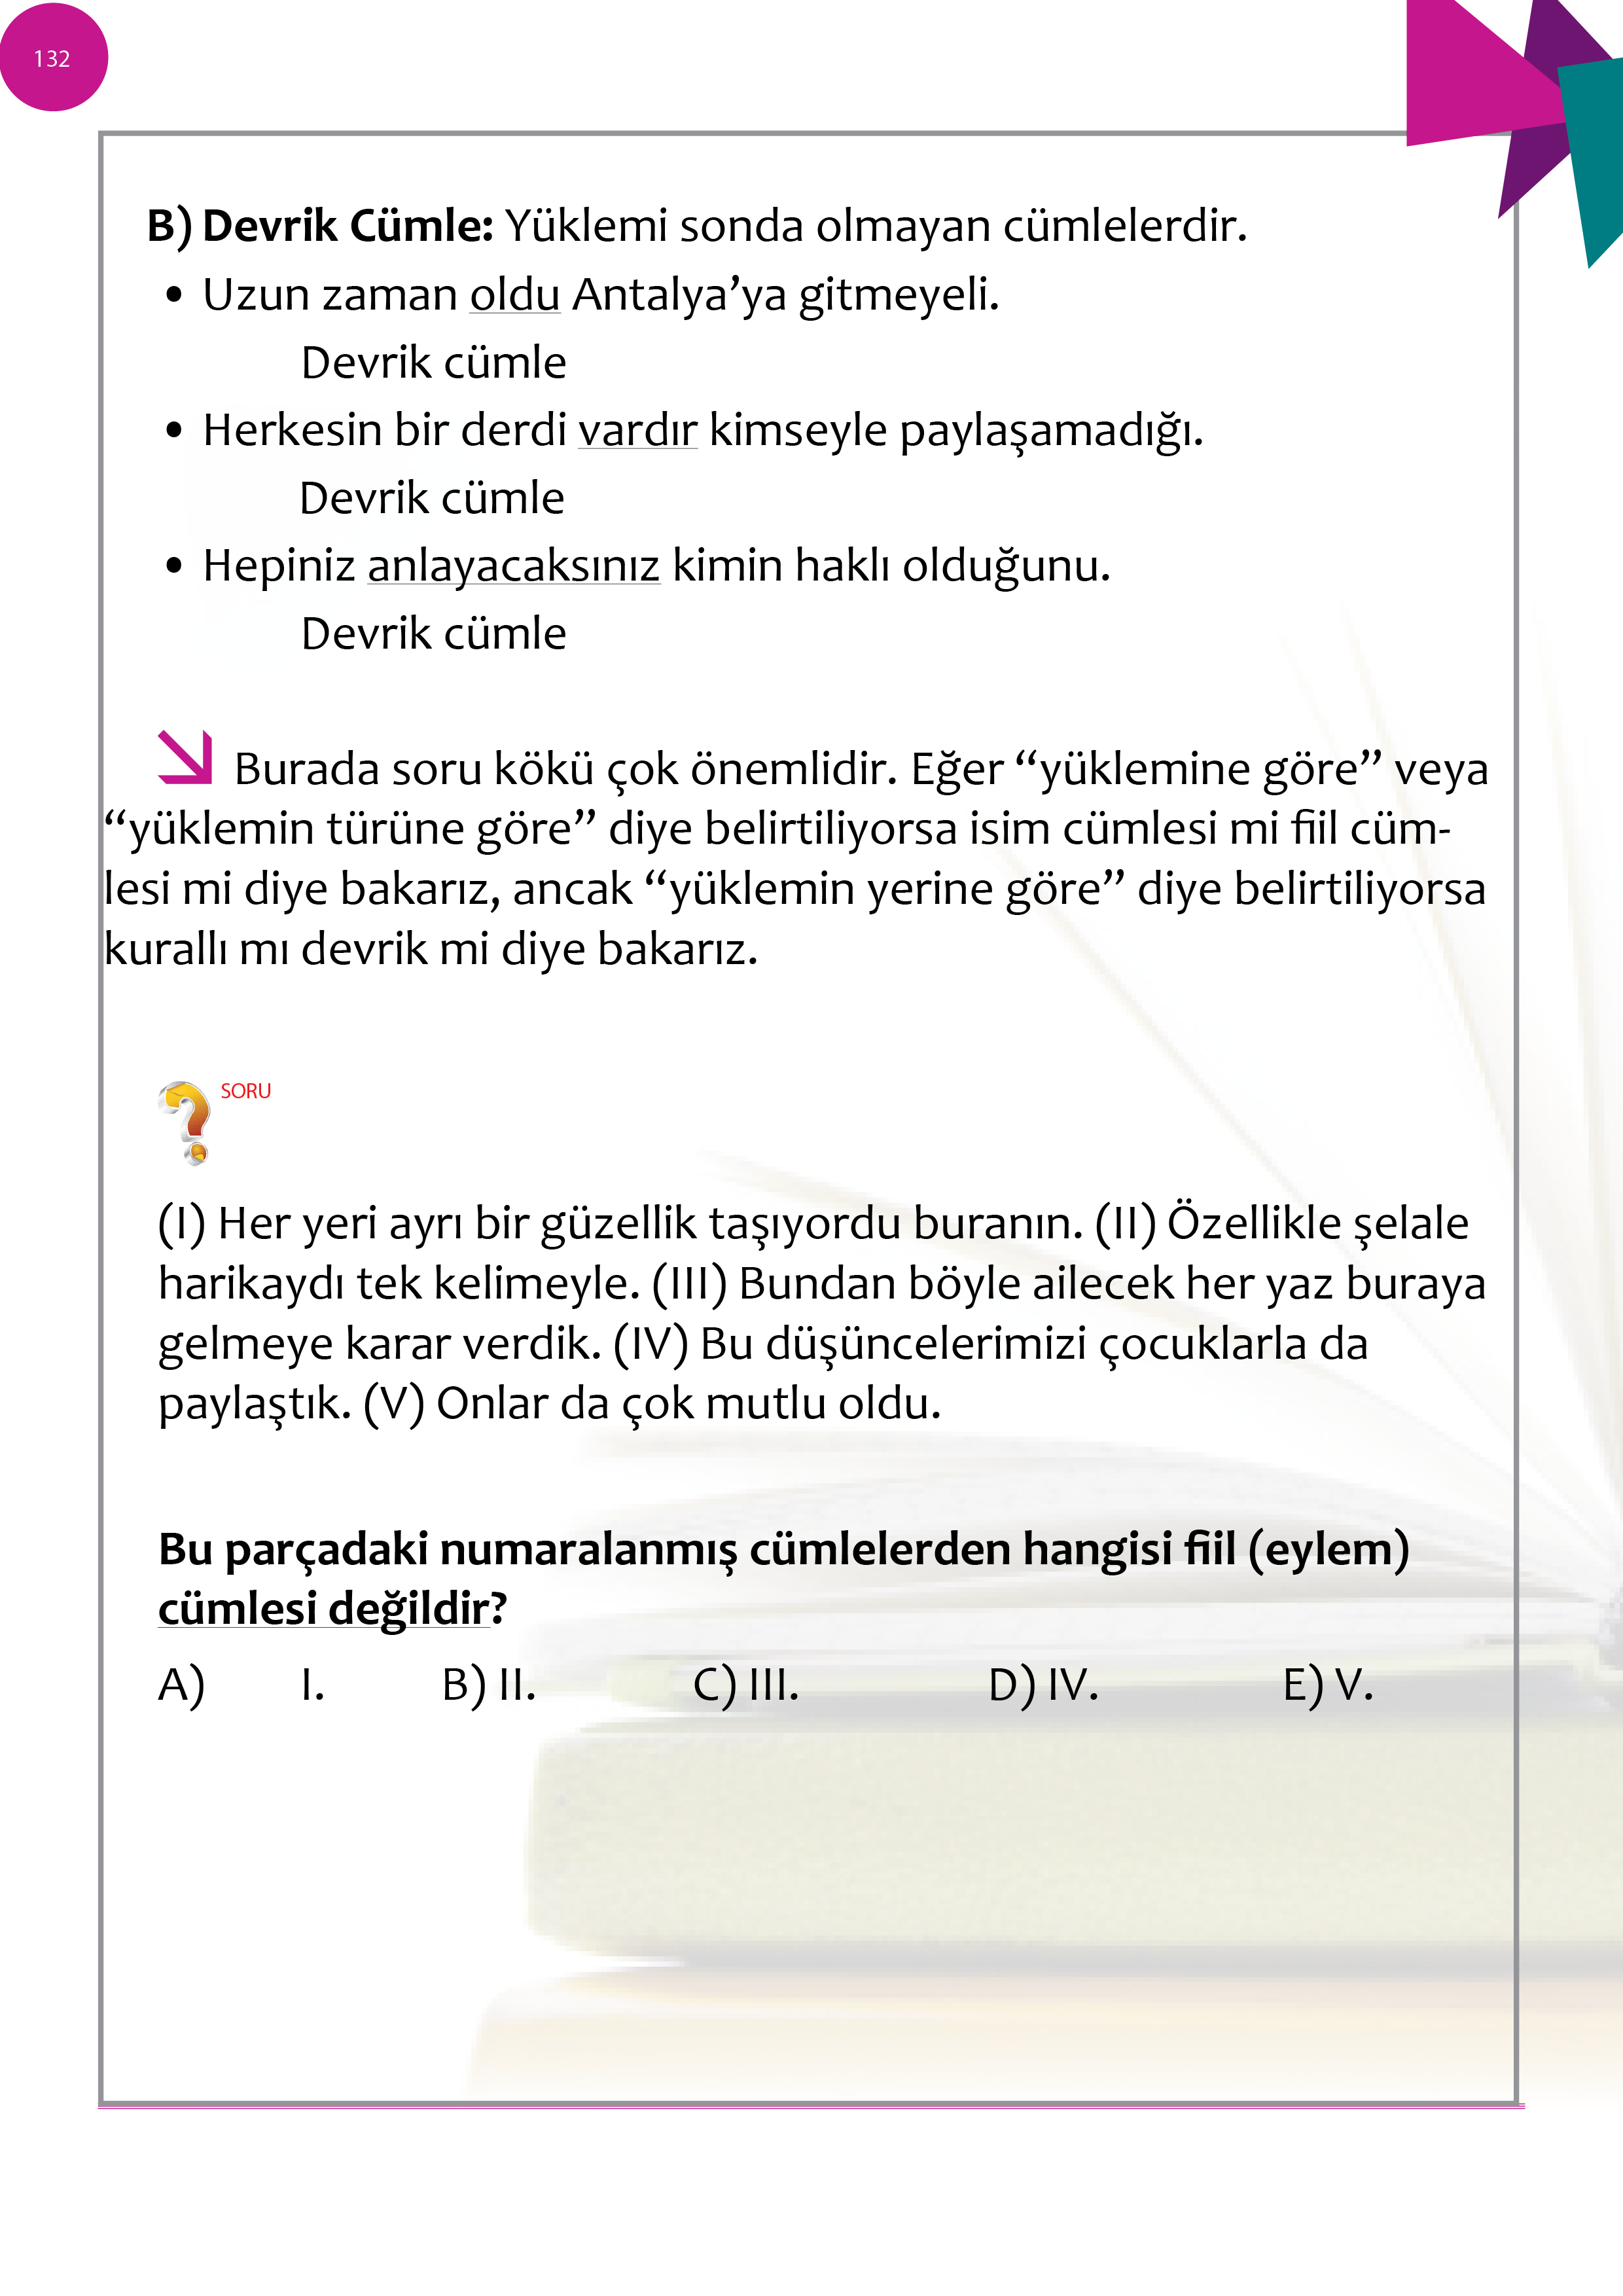 132
B) Devrik Cümle: Yüklemi sonda olmayan cümlelerdir.
• Uzun zaman oldu Antalya’ya gitmeyeli.
Devrik cümle
• Herkesin bir derdi vardır kimseyle paylaşamadığı.
Devrik cümle
• Hepiniz anlayacaksınız kimin haklı olduğunu.
Devrik cümle
Burada soru kökü çok önemlidir. Eğer “yüklemine göre” veya
“yüklemin türüne göre” diye belirtiliyorsa isim cümlesi mi fiil cüm-
lesi mi diye bakarız, ancak “yüklemin yerine göre” diye belirtiliyorsa
kurallı mı devrik mi diye bakarız.
SORU
(I) Her yeri ayrı bir güzellik taşıyordu buranın. (II) Özellikle şelale
harikaydı tek kelimeyle. (III) Bundan böyle ailecek her yaz buraya
gelmeye karar verdik. (IV) Bu düşüncelerimizi çocuklarla da
paylaştık. (V) Onlar da çok mutlu oldu.
Bu parçadaki numaralanmış cümlelerden hangisi fiil (eylem)
cümlesi değildir?
A) I. B) II. C) III. D) IV. E) V.